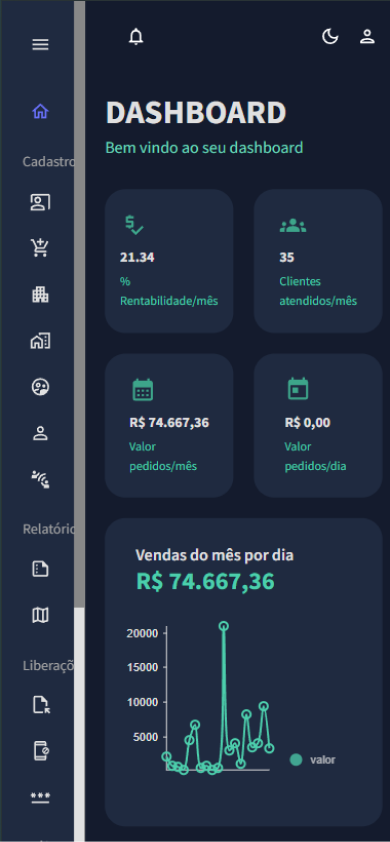 DASHBOARD
Bem vindo ao seu dashboard
Cadastro
21.34
%
Rentabilidade/mês
35
Clientes
atendidos/mês
R$ 74.667,36
Valor
pedidos/mês
R$ 0,00
Valor
pedidos/dia
Relatório
Liberaçõ
Vendas do mês por dia
R$ 74.667,36
20000
15000
10000
5000
valor